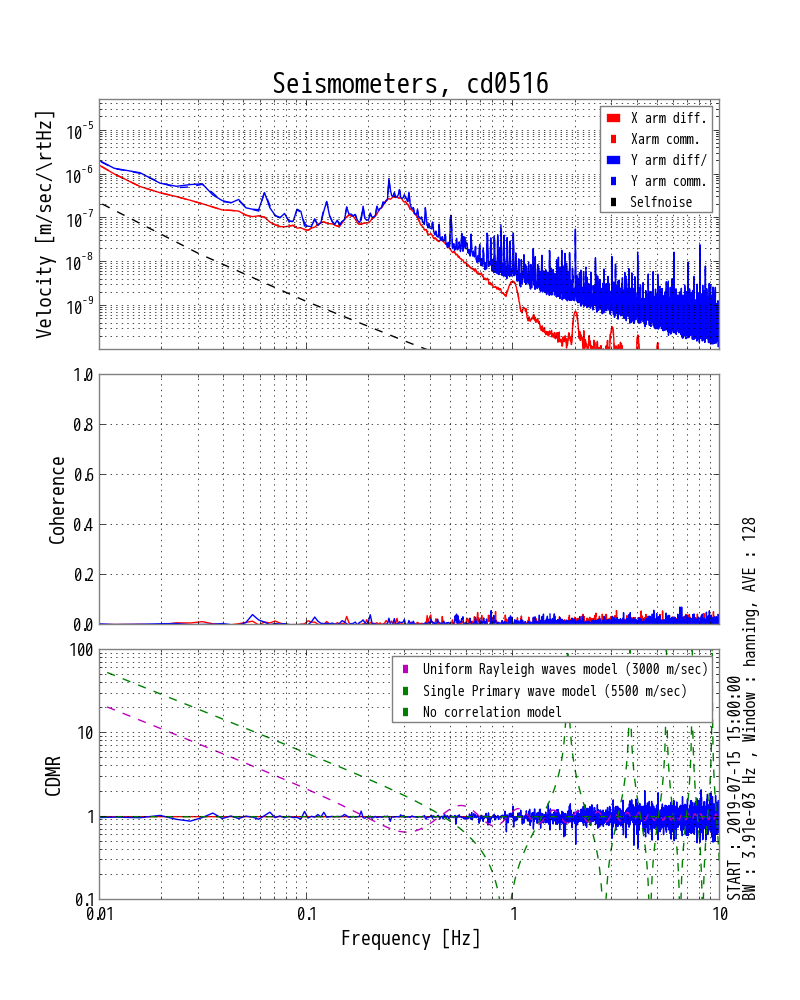 Seismometers, cd0516
Velocity [m/sec/\rtHz]
10^-5
10^-6
10^-7
10^-8
10^-9
X arm diff.
Xarm comm.
Y arm diff/
Y arm comm.
Selfnoise
Coherence
1.0
0.8
0.6
0.4
0.2
0.0
CDMR
100
10
1
0.1
Uniform Rayleigh waves model (3000 m/sec)
Single Primary wave model (5500 m/sec)
No correlation model
0.01
0.1
1
10
Frequency [Hz]
START : 2019-07-15 15:00:00
BW : 3.91e-03 Hz , Window : hanning, AVE : 128